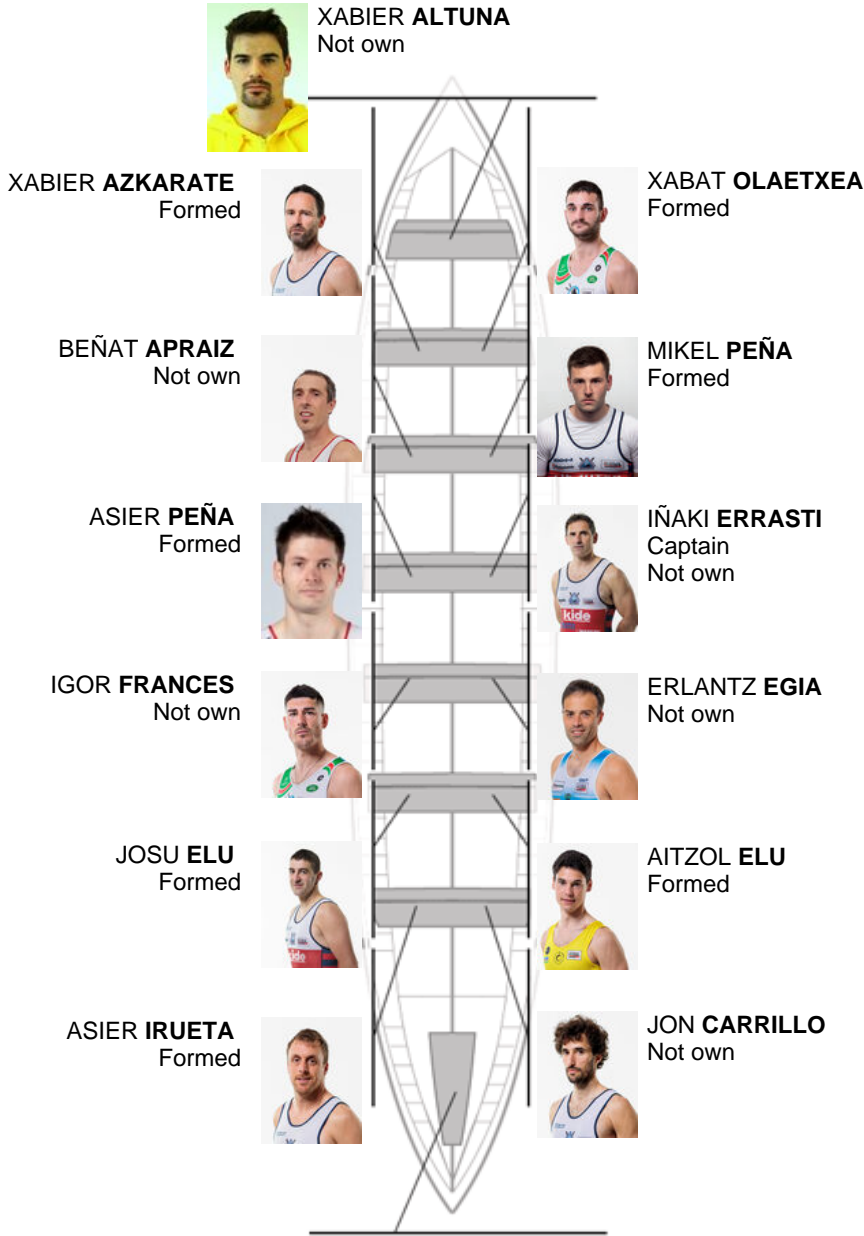 XABIER ALTUNA
Not own
XABIER AZKARATE
Formed
XABAT OLAETXEA
Formed
BEÑAT APRAIZ
Not own
MIKEL PEÑA
Formed
ASIER PEÑA
Formed
IÑAKI ERRASTI
Captain
Not own
kide
IGOR FRANCES
Not own
ERLANTZ EGIA
Not own
JOSU ELU
Formed
AITZOL ELU
Formed
ASIER IRUETA
Formed
JON CARRILLO
Not own